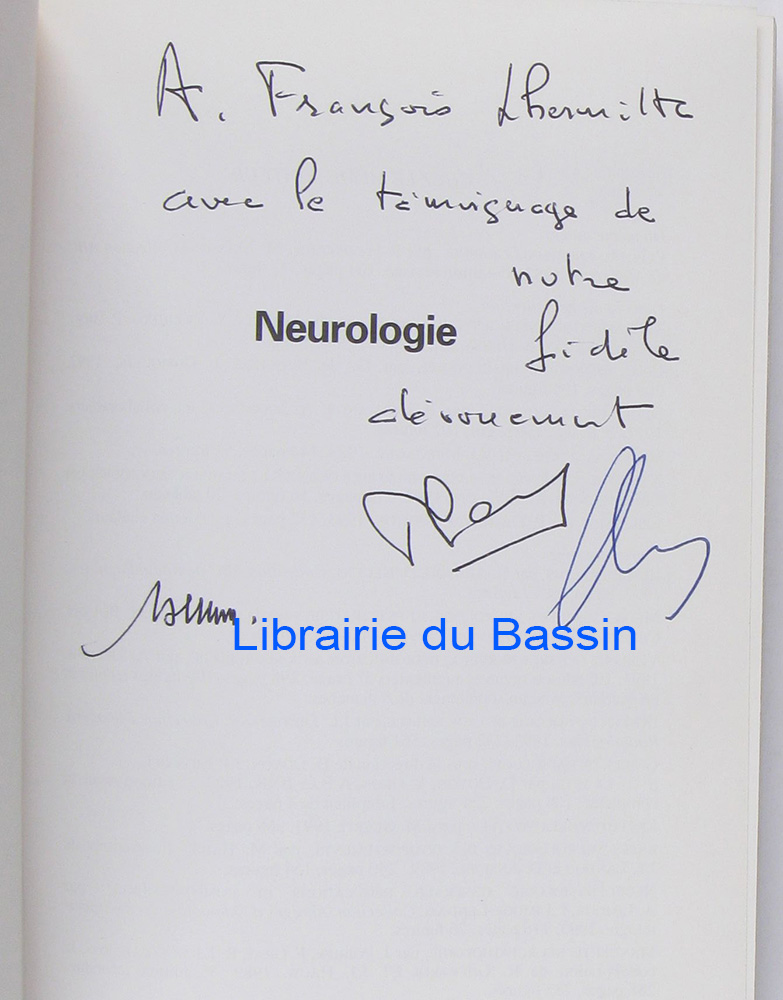 A. François Lhermitte
avec le témoignage de
notre
Neurologie
fidèle
dévouement
Librairie du Bassin